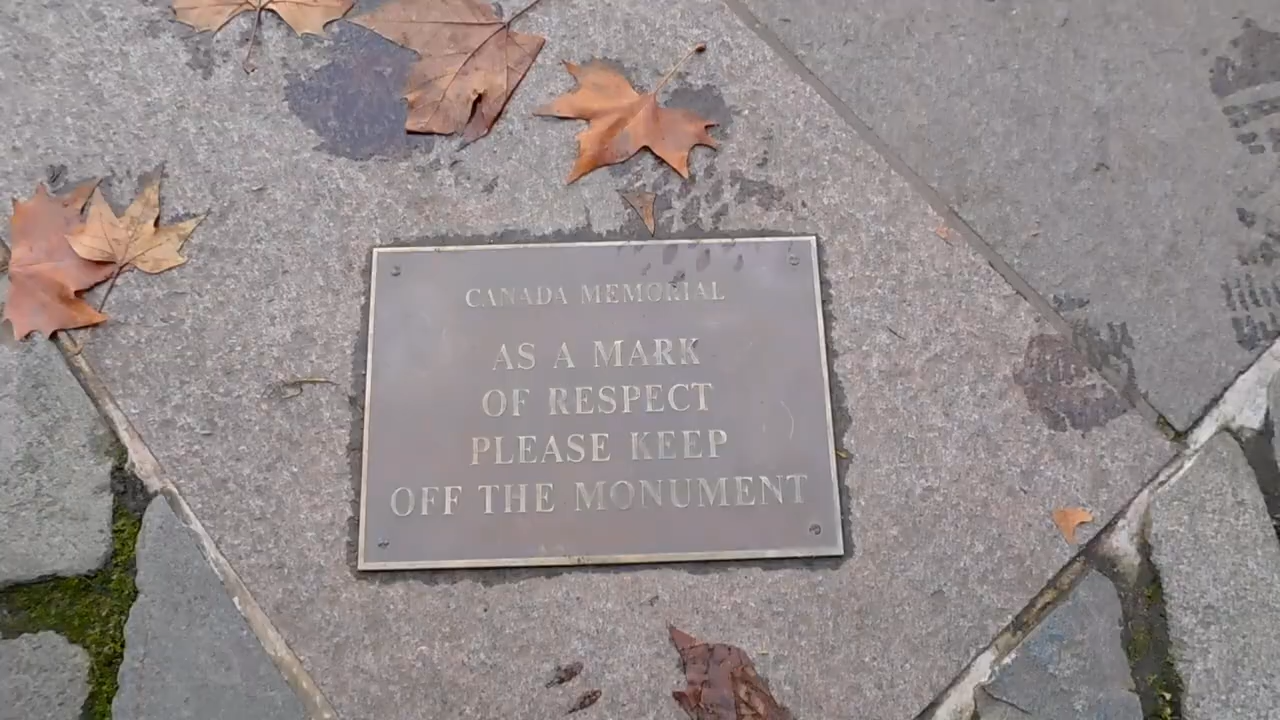 CANADA MEMORIAL
AS A MARK
OF RESPECT
PLEASE KEEP
OFF THE MONUMENT